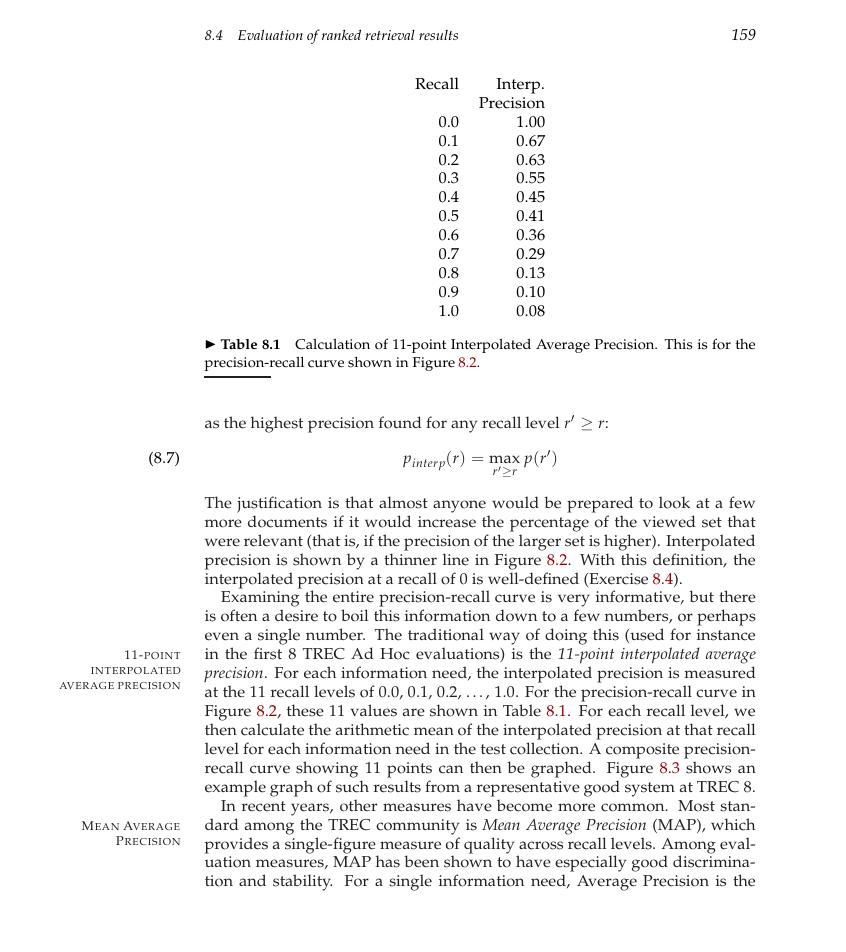 8.4 Evaluation of ranked retrieval results 159
Recall Interp.
Precision
0.0 1.00
0.1 0.67
0.2 0.63
0.3 0.55
0.4 0.45
0.5 0.41
0.6 0.36
0.7 0.29
0.8 0.13
0.9 0.10
1.0 0.08
▶ Table 8.1 Calculation of 11-point Interpolated Average Precision. This is for the
precision-recall curve shown in Figure 8.2.
as the highest precision found for any recall level r′ ≥ r:
(8.7) p_interp(r) = max_{r′≥r} p(r′)
The justification is that almost anyone would be prepared to look at a few
more documents if it would increase the percentage of the viewed set that
were relevant (that is, if the precision of the larger set is higher). Interpolated
precision is shown by a thinner line in Figure 8.2. With this definition, the
interpolated precision at a recall of 0 is well-defined (Exercise 8.4).
Examining the entire precision-recall curve is very informative, but there
is often a desire to boil this information down to a few numbers, or perhaps
even a single number. The traditional way of doing this (used for instance
11-POINT
INTERPOLATED
AVERAGE PRECISION
in the first 8 TREC Ad Hoc evaluations) is the 11-point interpolated average
precision. For each information need, the interpolated precision is measured
at the 11 recall levels of 0.0, 0.1, 0.2, . . . , 1.0. For the precision-recall curve in
Figure 8.2, these 11 values are shown in Table 8.1. For each recall level, we
then calculate the arithmetic mean of the interpolated precision at that recall
level for each information need in the test collection. A composite precision-
recall curve showing 11 points can then be graphed. Figure 8.3 shows an
example graph of such results from a representative good system at TREC 8.
In recent years, other measures have become more common. Most stan-
MEAN AVERAGE
PRECISION
dard among the TREC community is Mean Average Precision (MAP), which
provides a single-figure measure of quality across recall levels. Among eval-
uation measures, MAP has been shown to have especially good discrimina-
tion and stability. For a single information need, Average Precision is the